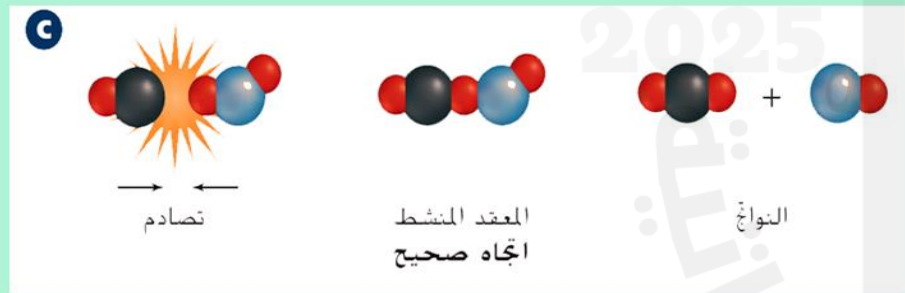 C
2025
+
تصادم
المعقد المنشط
اتجاه صحيح
النواتج